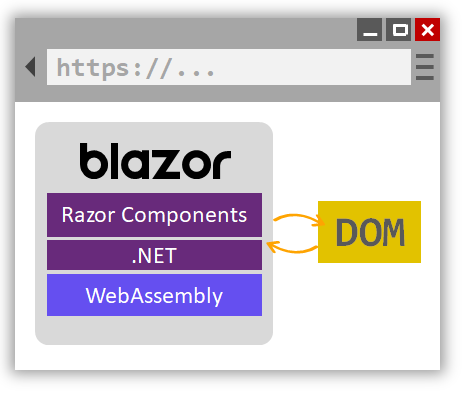 https://...
blazor
Razor Components
.NET
WebAssembly
DOM